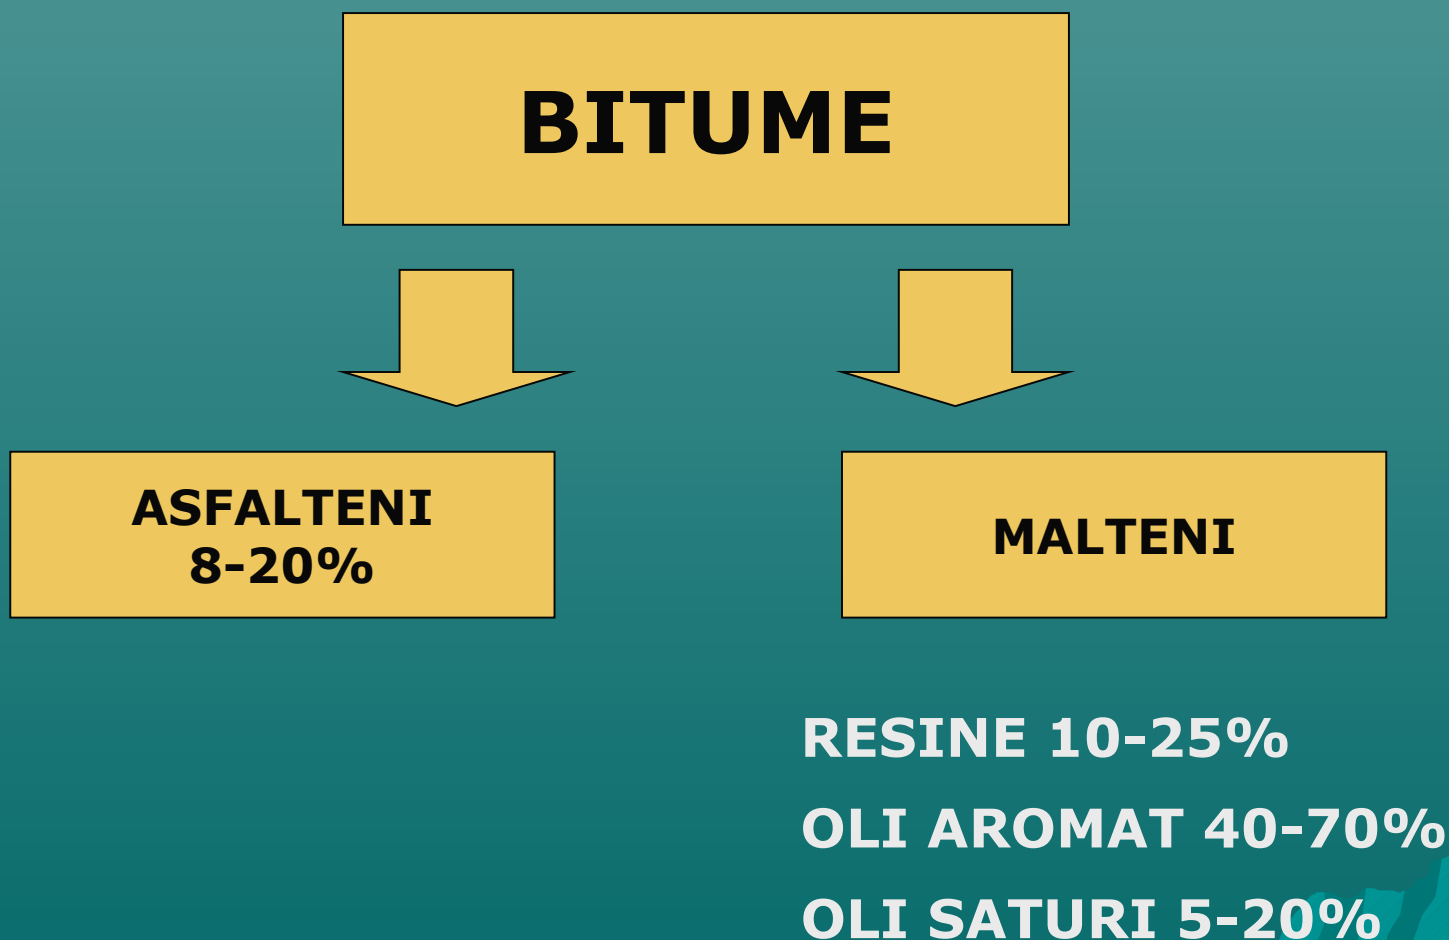 BITUME
ASFALTENI
8-20%
MALTENI
RESINE 10-25%
OLI AROMAT 40-70%
OLI SATURI 5-20%